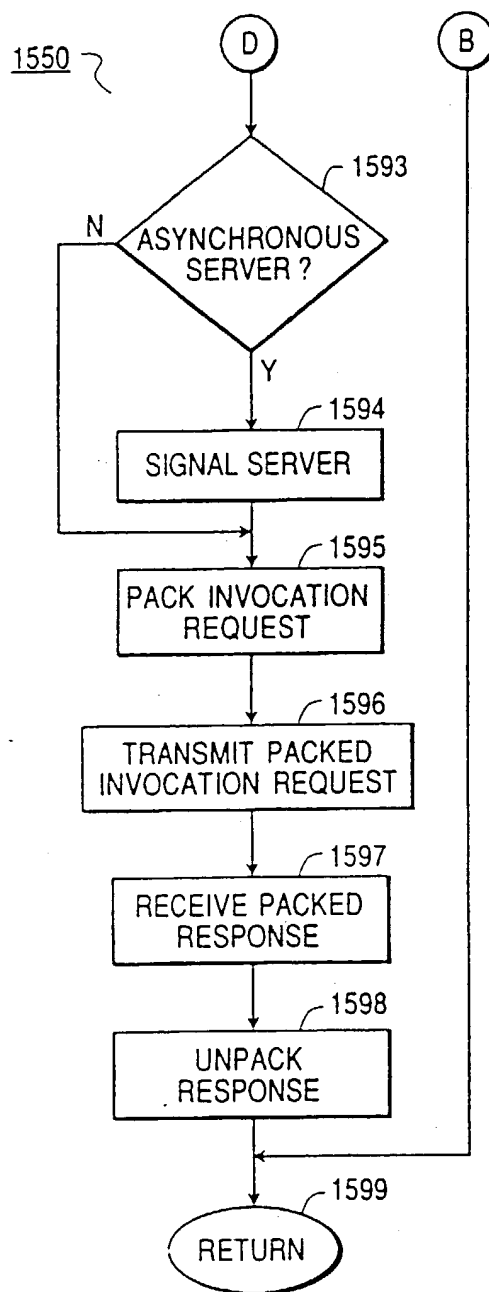 1550
D
B
1593
N
ASYNCHRONOUS
SERVER ?
Y
1594
SIGNAL SERVER
1595
PACK INVOCATION
REQUEST
1596
TRANSMIT PACKED
INVOCATION REQUEST
1597
RECEIVE PACKED
RESPONSE
1598
UNPACK
RESPONSE
1599
RETURN